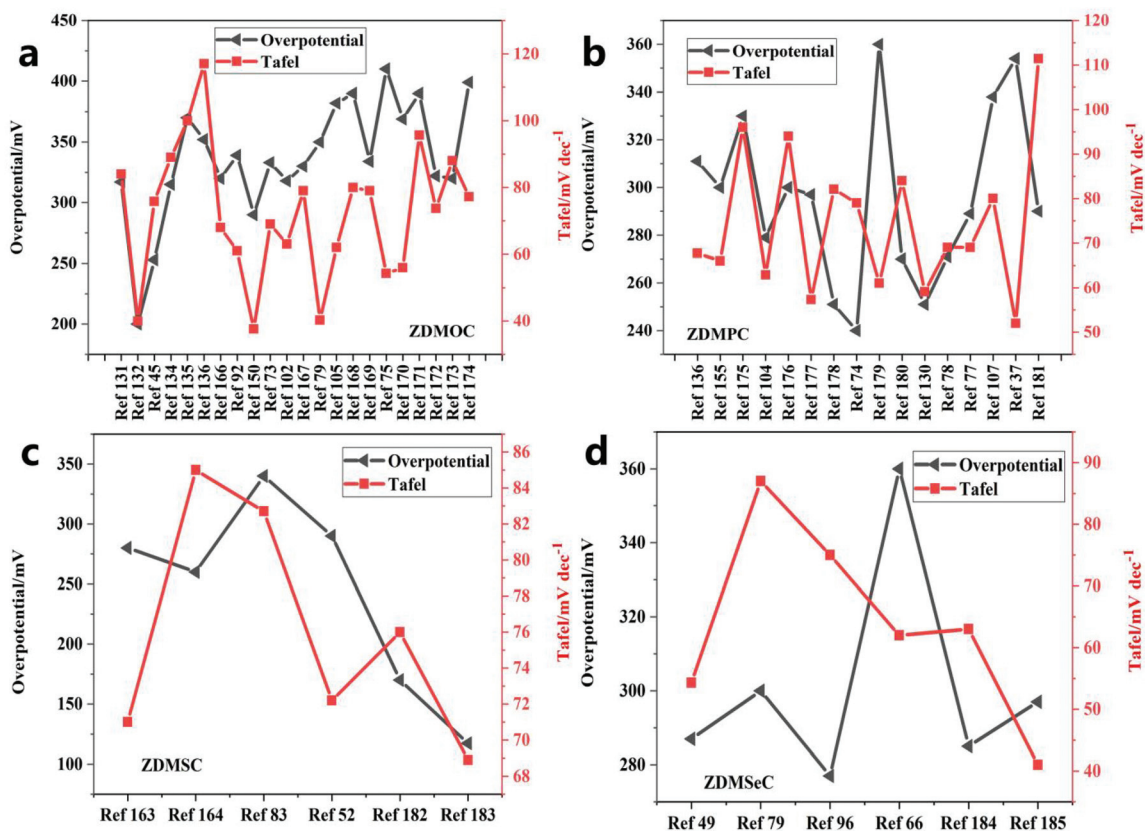 a
Overpotential
Tafel
450
400
350
300
250
200
Overpotential/mV
120
100
80
60
40
Tafel/mV dec⁻¹
ZDMOC
Ref 131
Ref 132
Ref 45
Ref 134
Ref 135
Ref 136
Ref 166
Ref 92
Ref 150
Ref 73
Ref 102
Ref 167
Ref 79
Ref 105
Ref 168
Ref 169
Ref 75
Ref 170
Ref 171
Ref 172
Ref 173
Ref 174
b
Overpotential
Tafel
360
340
320
300
280
260
240
Overpotential/mV
120
110
100
90
80
70
60
50
Tafel/mV dec⁻¹
ZDMPC
Ref 136
Ref 155
Ref 175
Ref 104
Ref 176
Ref 177
Ref 178
Ref 74
Ref 179
Ref 180
Ref 130
Ref 78
Ref 77
Ref 107
Ref 37
Ref 181
c
Overpotential
Tafel
350
300
250
200
150
100
Overpotential/mV
86
84
82
80
78
76
74
72
70
68
Tafel/mV dec⁻¹
ZDMSC
Ref 163
Ref 164
Ref 83
Ref 52
Ref 182
Ref 183
d
Overpotential
Tafel
360
340
320
300
280
Overpotential/mV
90
80
70
60
50
40
Tafel/mV dec⁻¹
ZDMSeC
Ref 49
Ref 79
Ref 96
Ref 66
Ref 184
Ref 185